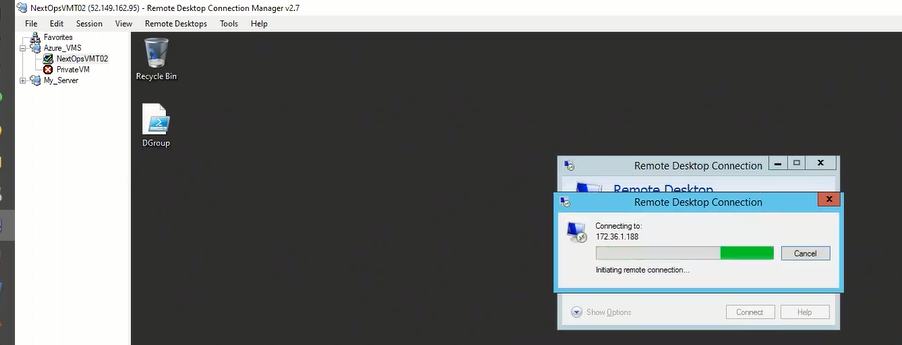 NextOpsVMT02 (52.149.162.95) - Remote Desktop Connection Manager v2.7
File Edit Session View Remote Desktops Tools Help
Favorites
Azure_VMS
NextOpsVMT02
PrivateVM
My_Server
Recycle Bin
DGroup
Remote Desktop Connection
Remote Desktop
Remote Desktop Connection
Connecting to:
172.36.1.188
Cancel
Initiating remote connection...
Show Options Connect Help